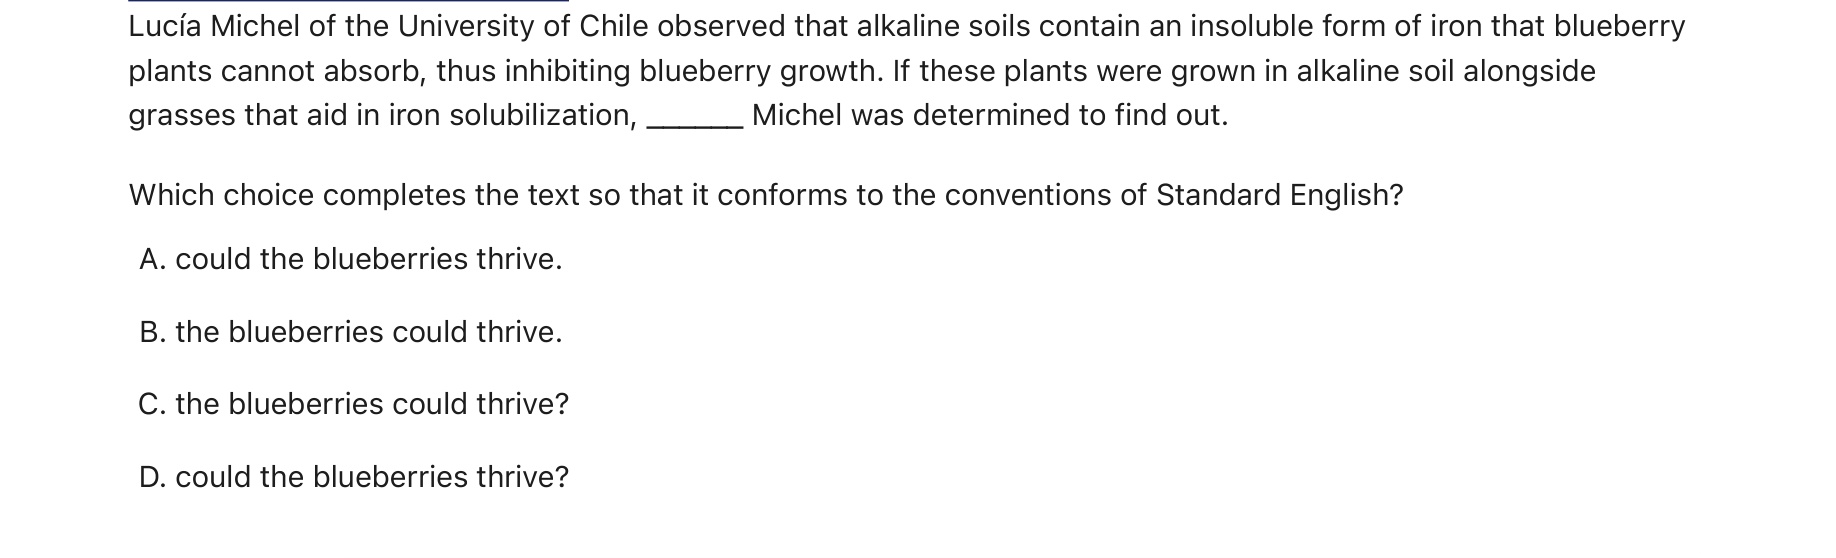 Lucía Michel of the University of Chile observed that alkaline soils contain an insoluble form of iron that blueberry
plants cannot absorb, thus inhibiting blueberry growth. If these plants were grown in alkaline soil alongside
grasses that aid in iron solubilization, ______ Michel was determined to find out.
Which choice completes the text so that it conforms to the conventions of Standard English?
A. could the blueberries thrive.
B. the blueberries could thrive.
C. the blueberries could thrive?
D. could the blueberries thrive?